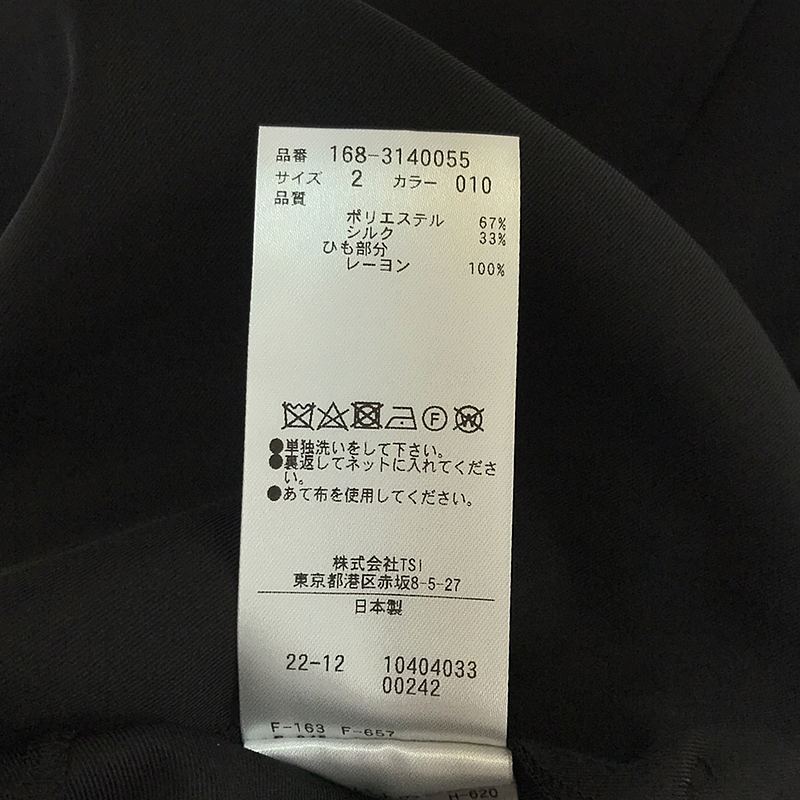 品番 168-3140055
サイズ 2 カラー 010
品質
ポリエステル 67%
シルク 33%
ひも部分
レーヨン 100%
F W
●単独洗いをして下さい。
●裏返してネットに入れてくださ
い。
●あて布を使用してください。
株式会社TSI
東京都港区赤坂8-5-27
日本製
22-12 10404033
00242
F-163 F-657
H-620